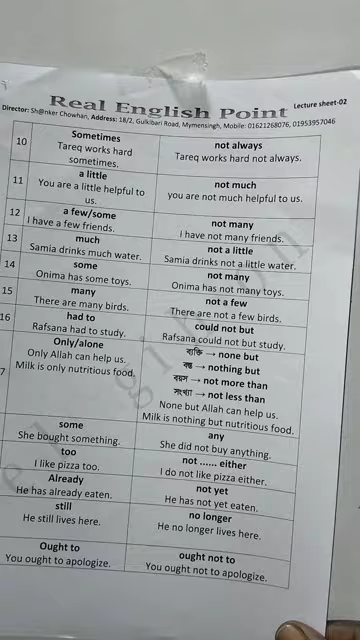 Real English Point
Lecture sheet-02
Director: Sh@nker Chowhan, Address: 18/2, Gulkibari Road, Mymensingh, Mobile: 01621268076, 01953957046
10
Sometimes
Tareq works hard
sometimes.
not always
Tareq works hard not always.
11
a little
You are a little helpful to
us.
not much
you are not much helpful to us.
12
a few/some
I have a few friends.
not many
I have not many friends.
13
much
Samia drinks much water.
not a little
Samia drinks not a little water.
14
some
Onima has some toys.
not many
Onima has not many toys.
15
many
There are many birds.
not a few
There are not a few birds.
16
had to
Rafsana had to study.
could not but
Rafsana could not but study.
7
Only/alone
Only Allah can help us.
Milk is only nutritional food.
ব্যক্তি → none but
বস্তু → nothing but
বয়স → not more than
সংখ্যা → not less than
None but Allah can help us.
Milk is nothing but nutritional food.
some
She bought something.
any
She did not buy anything.
too
I like pizza too.
not ...... either
I do not like pizza either.
Already
He has already eaten.
not yet
He has not yet eaten.
still
He still lives here.
no longer
He no longer lives here.
Ought to
You ought to apologize.
ought not to
You ought not to apologize.